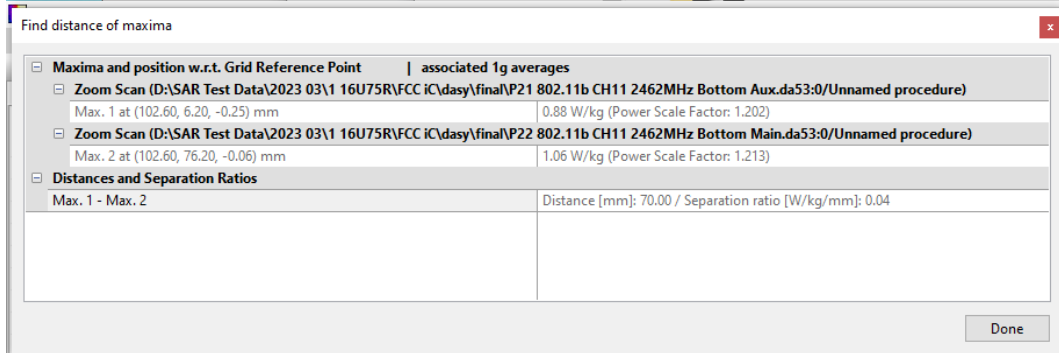 Find distance of maxima
x
Maxima and position w.r.t. Grid Reference Point | associated 1g averages
Zoom Scan (D:\SAR Test Data\2023 03\1 16U75R\FCC iC\dasy\final\P21 802.11b CH11 2462MHz Bottom Aux.da53:0/Unnamed procedure)
Max. 1 at (102.60, 6.20, -0.25) mm 0.88 W/kg (Power Scale Factor: 1.202)
Zoom Scan (D:\SAR Test Data\2023 03\1 16U75R\FCC iC\dasy\final\P22 802.11b CH11 2462MHz Bottom Main.da53:0/Unnamed procedure)
Max. 2 at (102.60, 76.20, -0.06) mm 1.06 W/kg (Power Scale Factor: 1.213)
Distances and Separation Ratios
Max. 1 - Max. 2 Distance [mm]: 70.00 / Separation ratio [W/kg/mm]: 0.04
Done